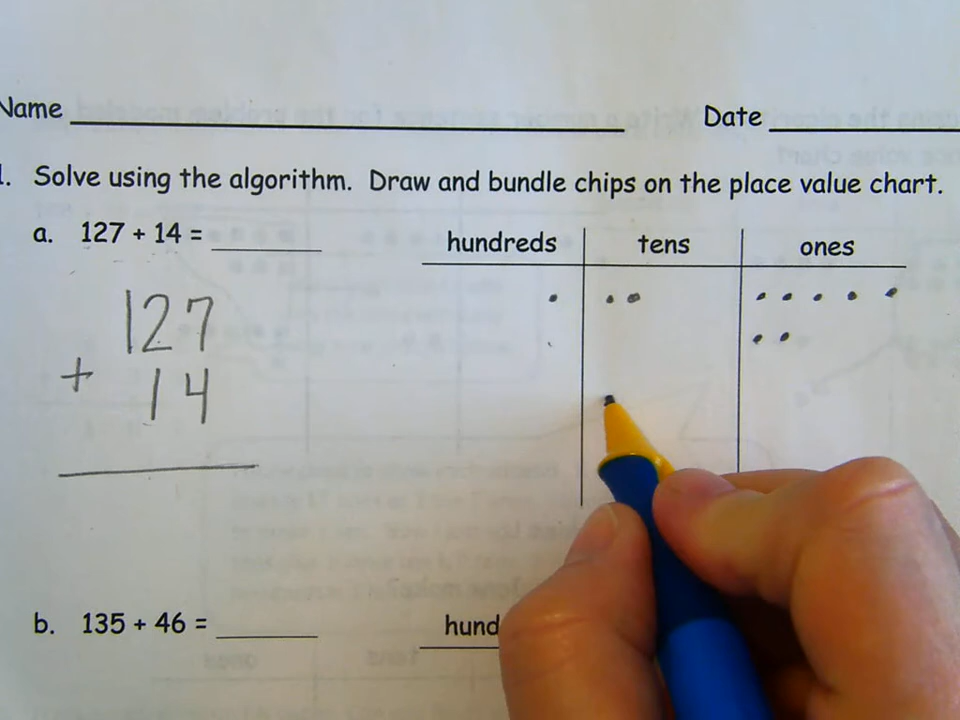 Name Date
Solve using the algorithm. Draw and bundle chips on the place value chart.
a. 127 + 14 =
hundreds tens ones
127
+ 14
b. 135 + 46 =
hund